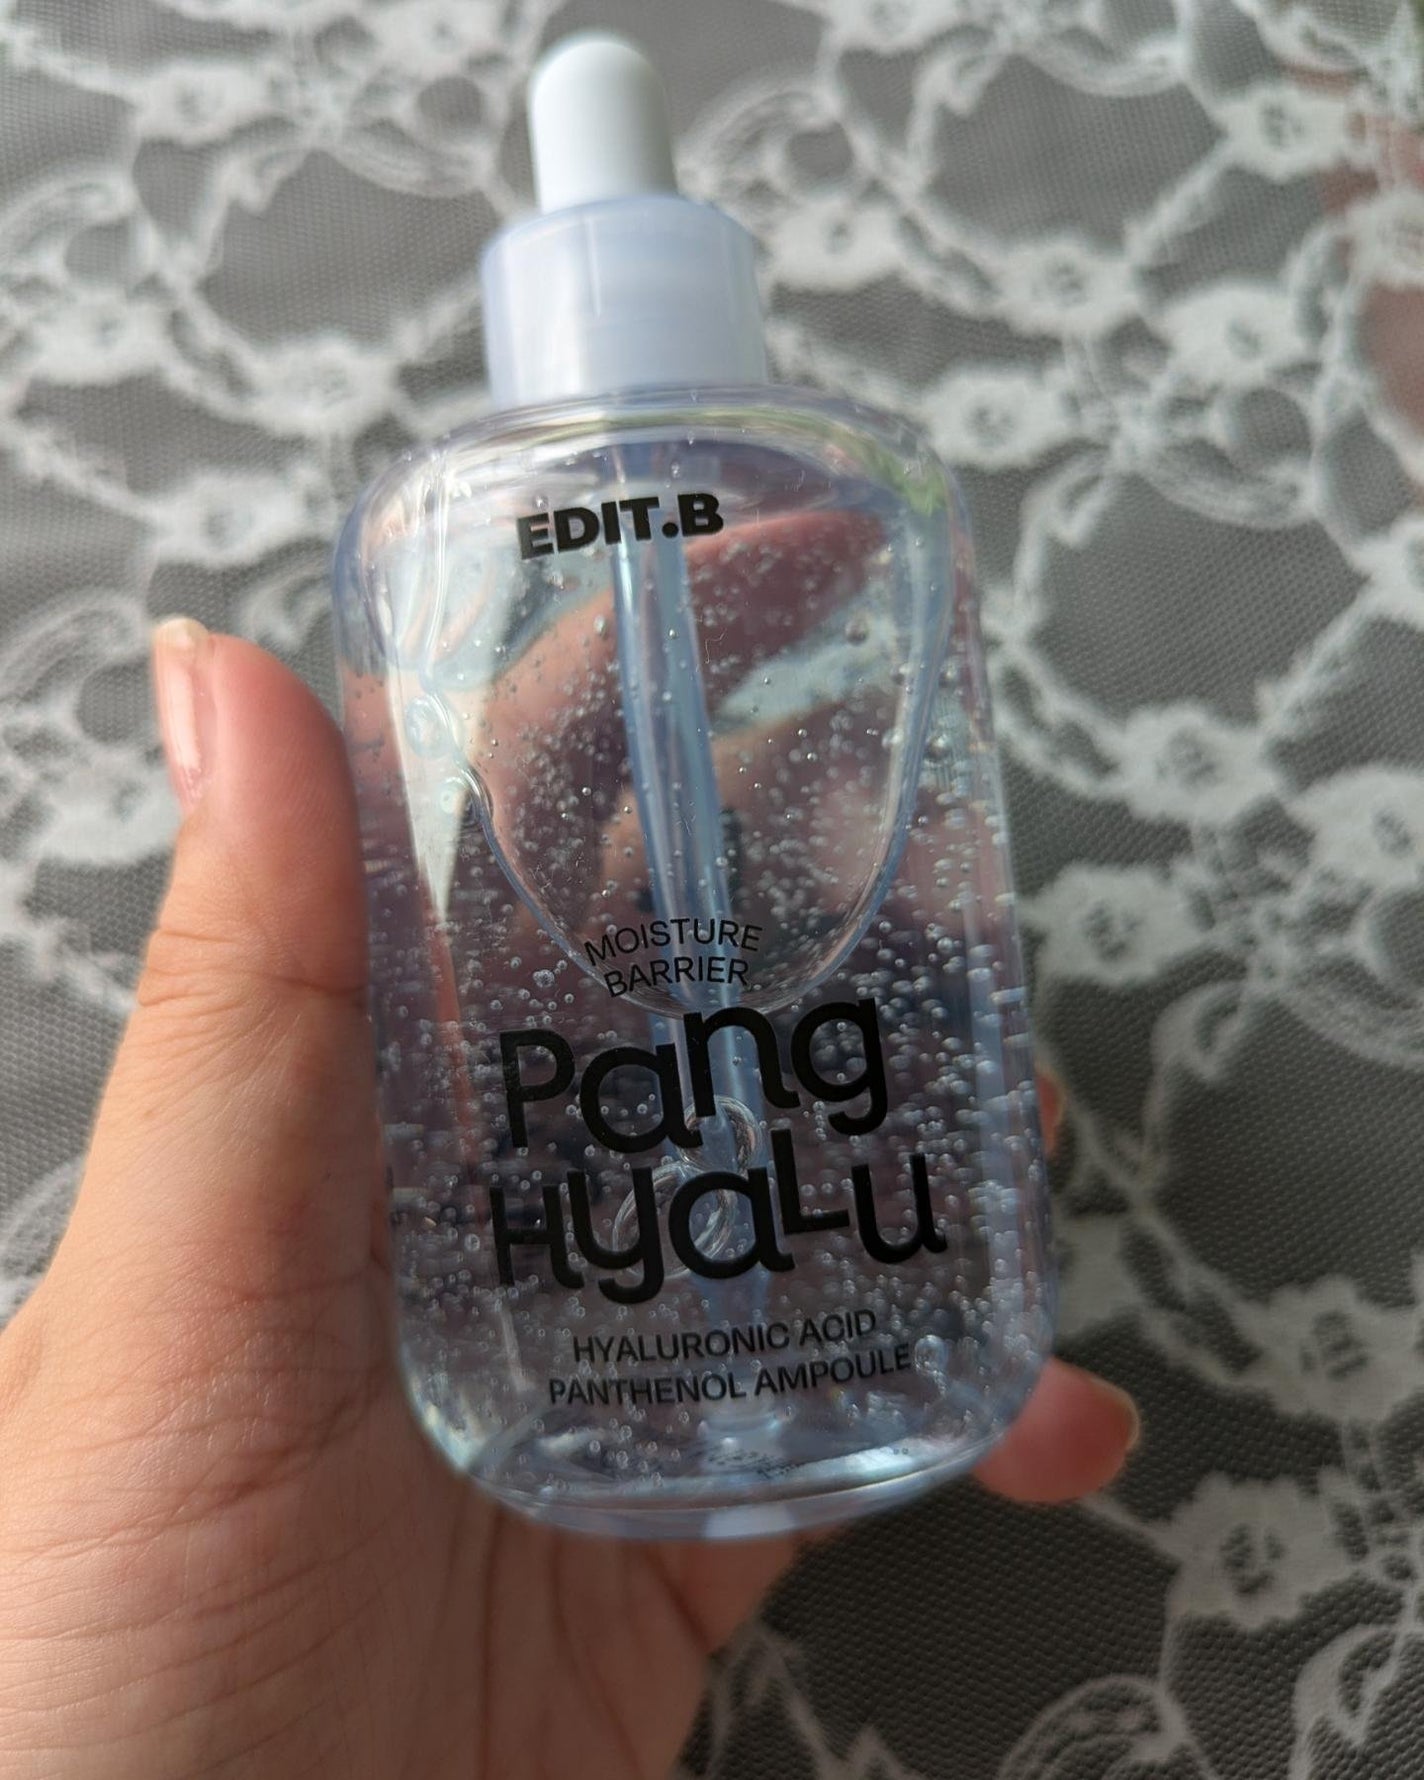 EDIT.B
MOISTURE
BARRIER
Pang
HyaLu
HYALURONIC ACID
PANTHENOL AMPOULE